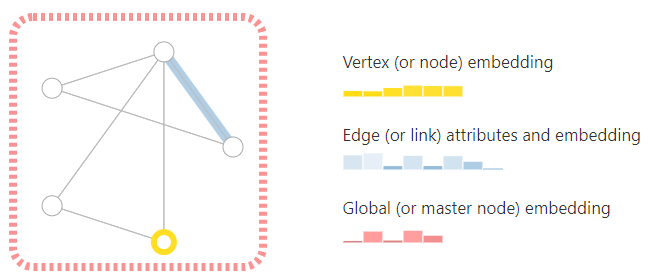 Vertex (or node) embedding
Edge (or link) attributes and embedding
Global (or master node) embedding